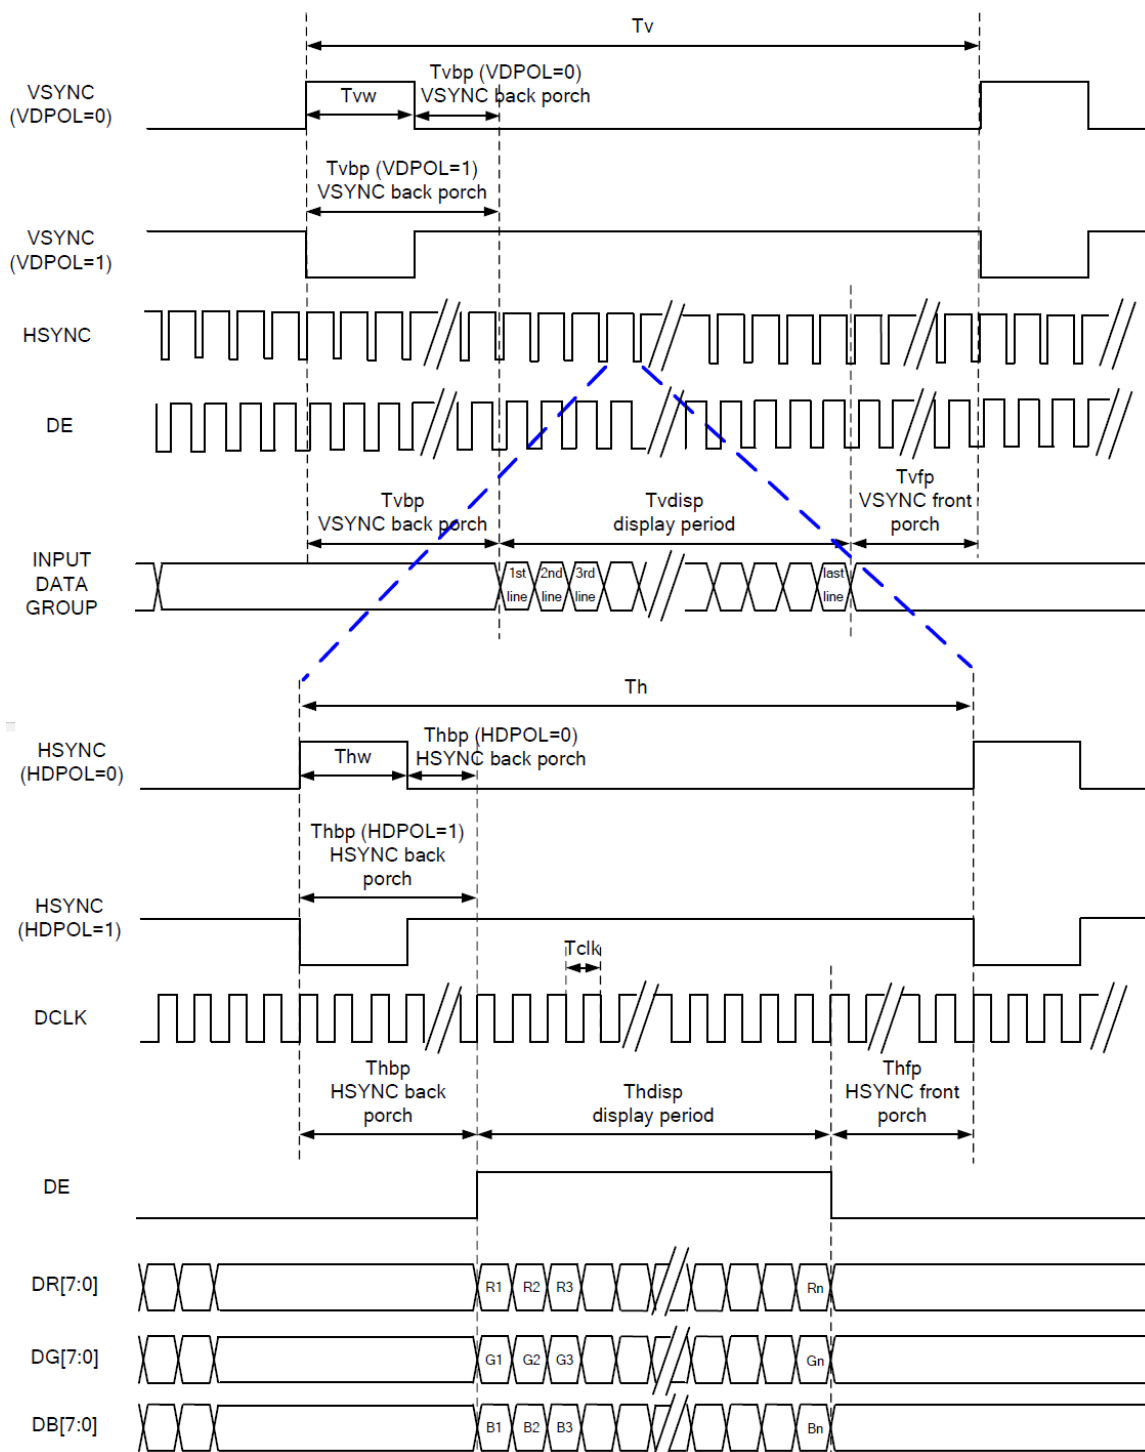 Tv
VSYNC
(VDPOL=0)
Tvw
Tvbp (VDPOL=0)
VSYNC back porch
Tvbp (VDPOL=1)
VSYNC back porch
VSYNC
(VDPOL=1)
HSYNC
DE
Tvbp
VSYNC back porch
Tvdisp
display period
Tvfp
VSYNC front
porch
INPUT
DATA
GROUP
1st
line
2nd
line
3rd
line
last
line
Th
HSYNC
(HDPOL=0)
Thw
Thbp (HDPOL=0)
HSYNC back porch
Thbp (HDPOL=1)
HSYNC back
porch
HSYNC
(HDPOL=1)
Tclk
DCLK
Thbp
HSYNC back
porch
Thdisp
display period
Thfp
HSYNC front
porch
DE
DR[7:0]
R1 R2 R3 Rn
DG[7:0]
G1 G2 G3 Gn
DB[7:0]
B1 B2 B3 Bn